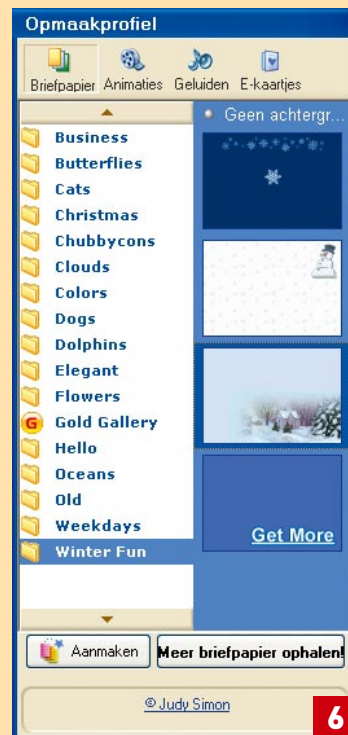 Opmaakprofiel
Briefpapier Animaties Geluiden E-kaartjes
Geen achtergr...
Business
Butterflies
Cats
Christmas
Chubbycons
Clouds
Colors
Dogs
Dolphins
Elegant
Flowers
G Gold Gallery
Hello
Oceans
Old
Weekdays
Winter Fun
Get More
Aanmaken
Meer briefpapier ophalen!
© Judy Simon
6